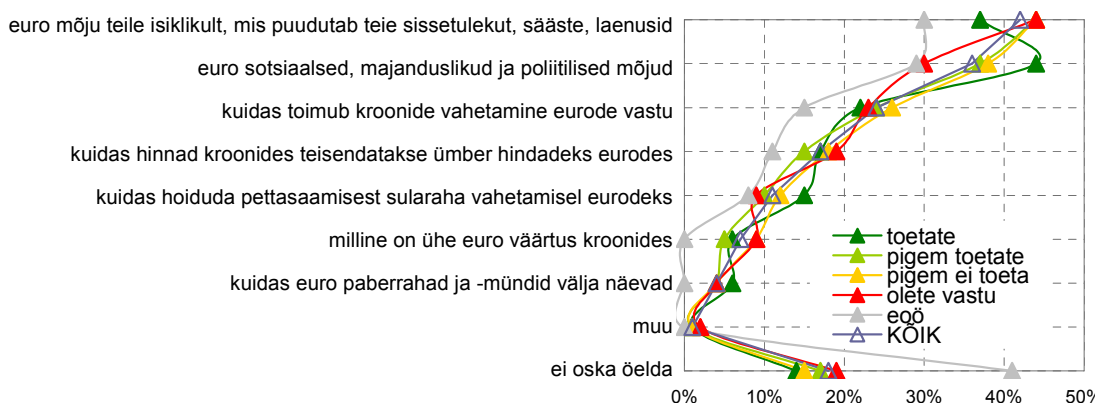 euro mõju teile isiklikult, mis puudutab teie sissetulekut, sääste, laenusid
euro sotsiaalsed, majanduslikud ja poliitilised mõjud
kuidas toimub kroonide vahetamine eurode vastu
kuidas hinnad kroonides teisendatakse ümber hindadeks eurodes
kuidas hoiduda pettasaamisest sularaha vahetamisel eurodeks
milline on ühe euro väärtus kroonides
kuidas euro paberrahad ja -mündid välja näevad
muu
ei oska öelda
toetate
pigem toetate
pigem ei toeta
olete vastu
eoö
KÕIK
0% 10% 20% 30% 40% 50%